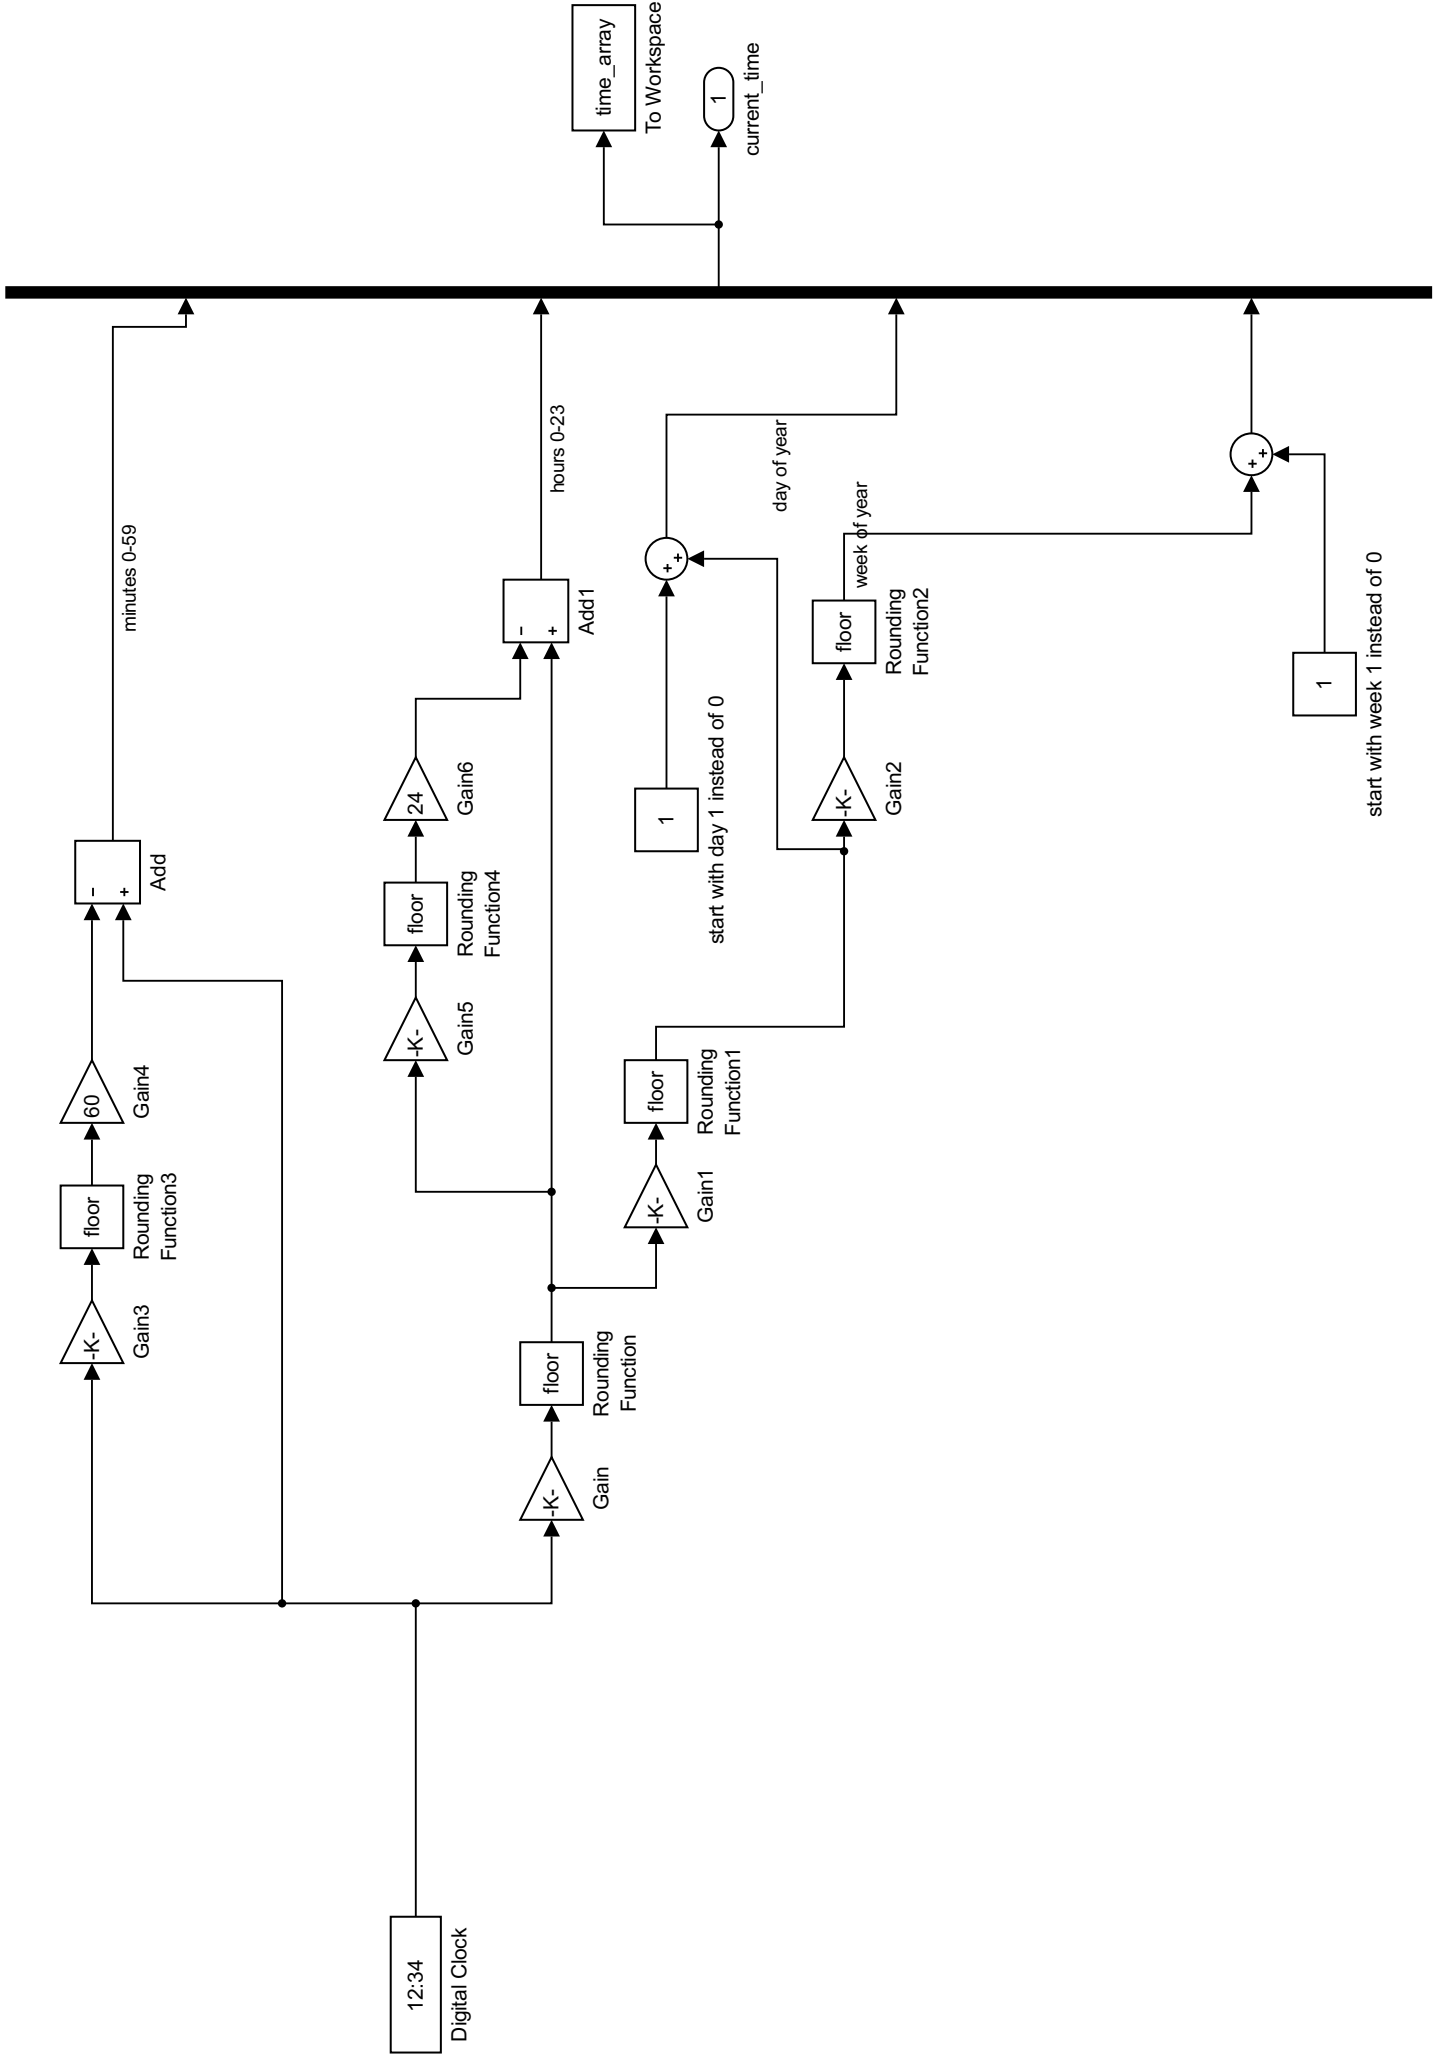 12:34
Digital Clock
-K-
Gain3
floor
Rounding
Function3
60
Gain4
–
+
Add
minutes 0-59
-K-
Gain
floor
Rounding
Function
-K-
Gain5
floor
Rounding
Function4
24
Gain6
–
+
Add1
hours 0-23
-K-
Gain1
floor
Rounding
Function1
1
start with day 1 instead of 0
+
+
day of year
-K-
Gain2
floor
Rounding
Function2
week of year
1
start with week 1 instead of 0
+
+
time_array
To Workspace
1
current_time